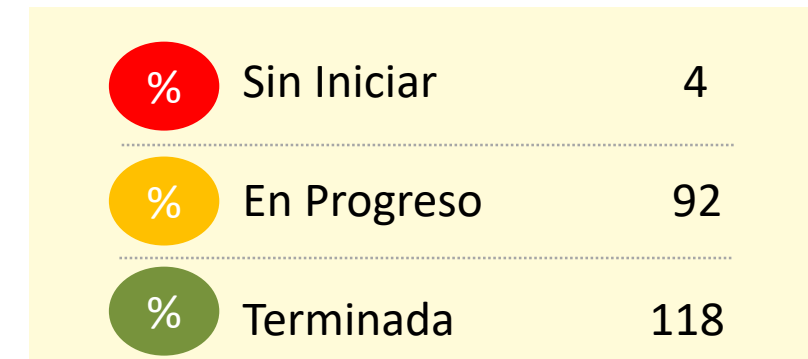 % Sin Iniciar 4
% En Progreso 92
% Terminada 118